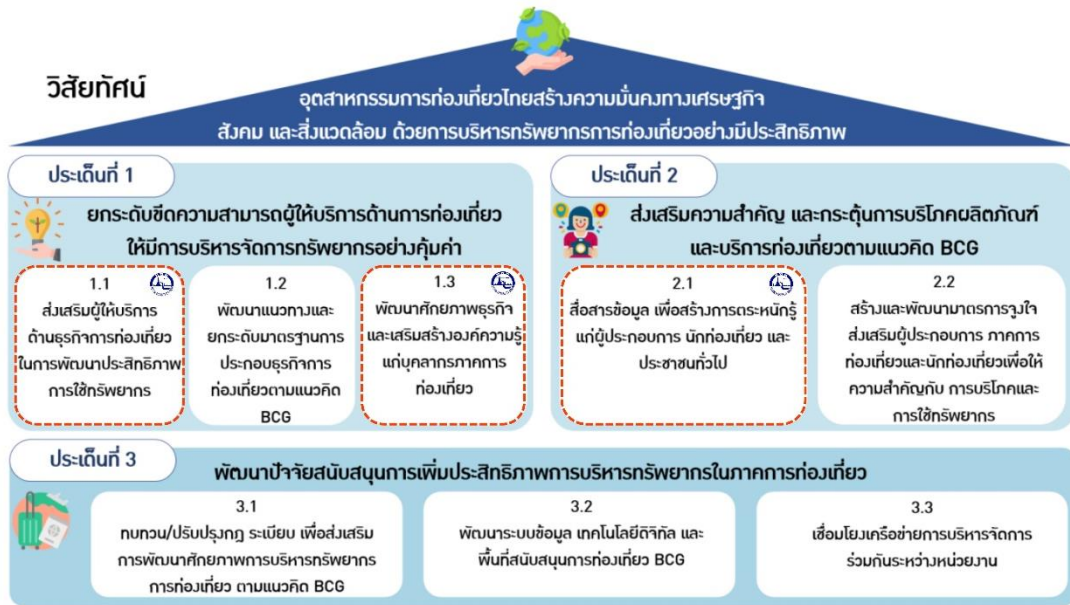 วิสัยทัศน์
อุตสาหกรรมการท่องเที่ยวไทยสร้างความมั่นคงทางเศรษฐกิจ
สังคม และสิ่งแวดล้อม ด้วยการบริหารทรัพยากรการท่องเที่ยวอย่างมีประสิทธิภาพ
ประเด็นที่ 1
ยกระดับขีดความสามารถผู้ให้บริการด้านการท่องเที่ยว
ให้มีการบริหารจัดการทรัพยากรอย่างคุ้มค่า
1.1
ส่งเสริมผู้ให้บริการ
ด้านธุรกิจการท่องเที่ยว
ในการพัฒนาประสิทธิภาพ
การใช้ทรัพยากร
1.2
พัฒนาแนวทางและ
ยกระดับมาตรฐานการ
ประกอบธุรกิจการ
ท่องเที่ยวตามแนวคิด
BCG
1.3
พัฒนาศักยภาพธุรกิจ
และเสริมสร้างองค์ความรู้
แก่บุคลากรภาคการ
ท่องเที่ยว
ประเด็นที่ 2
ส่งเสริมความสำคัญ และกระตุ้นการบริโภคผลิตภัณฑ์
และบริการท่องเที่ยวตามแนวคิด BCG
2.1
สื่อสารข้อมูล เพื่อสร้างการตระหนักรู้
แก่ผู้ประกอบการ นักท่องเที่ยว และ
ประชาชนทั่วไป
2.2
สร้างและพัฒนามาตรการจูงใจ
ส่งเสริมผู้ประกอบการ ภาคการ
ท่องเที่ยวและนักท่องเที่ยวเพื่อให้
ความสำคัญกับ การบริโภคและ
การใช้ทรัพยากร
ประเด็นที่ 3
พัฒนาปัจจัยสนับสนุนการเพิ่มประสิทธิภาพการบริหารทรัพยากรในภาคการท่องเที่ยว
3.1
ทบทวน/ปรับปรุงกฎ ระเบียบ เพื่อส่งเสริม
การพัฒนาศักยภาพการบริหารทรัพยากร
การท่องเที่ยว ตามแนวคิด BCG
3.2
พัฒนาระบบข้อมูล เทคโนโลยีดิจิทัล และ
พื้นที่สนับสนุนการท่องเที่ยว BCG
3.3
เชื่อมโยงเครือข่ายการบริหารจัดการ
ร่วมกันระหว่างหน่วยงาน